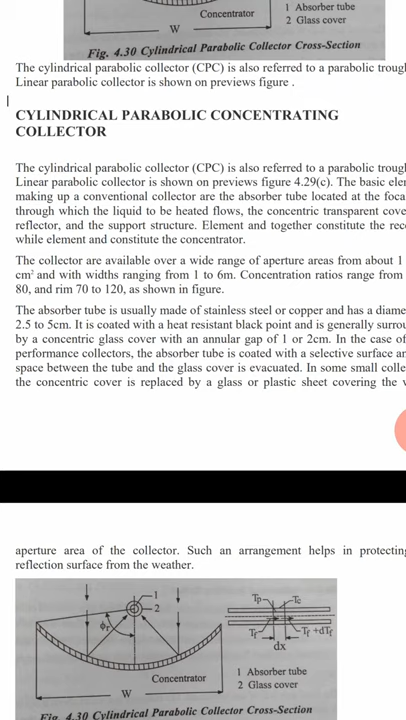 Concentrator
1 Absorber tube
2 Glass cover
W
Fig. 4.30 Cylindrical Parabolic Collector Cross-Section
The cylindrical parabolic collector (CPC) is also referred to a parabolic
Linear parabolic collector is shown on previews figure .
CYLINDRICAL PARABOLIC CONCENTRATING
COLLECTOR
The cylindrical parabolic collector (CPC) is also referred to a parabolic
Linear parabolic collector is shown on previews figure 4.29(c). The basic
making up a conventional collector are the absorber tube located at the
through which the liquid to be heated flows, the concentric transparent
reflector, and the support structure. Element and together constitute the
while element and constitute the concentrator.
The collector are available over a wide range of aperture areas from about 1
cm² and with widths ranging from 1 to 6m. Concentration ratios range from
80, and rim 70 to 120, as shown in figure.
The absorber tube is usually made of stainless steel or copper and has a
2.5 to 5cm. It is coated with a heat resistant black point and is generally
by a concentric glass cover with an annular gap of 1 or 2cm. In the case of
performance collectors, the absorber tube is coated with a selective surface
space between the tube and the glass cover is evacuated. In some small
the concentric cover is replaced by a glass or plastic sheet covering the
aperture area of the collector. Such an arrangement helps in
reflection surface from the weather.
1
2
ϕr
Tp
Tc
Tf
Tf +dTf
dx
Concentrator
1 Absorber tube
2 Glass cover
W
Fig. 4.30 Cylindrical Parabolic Collector Cross-Section